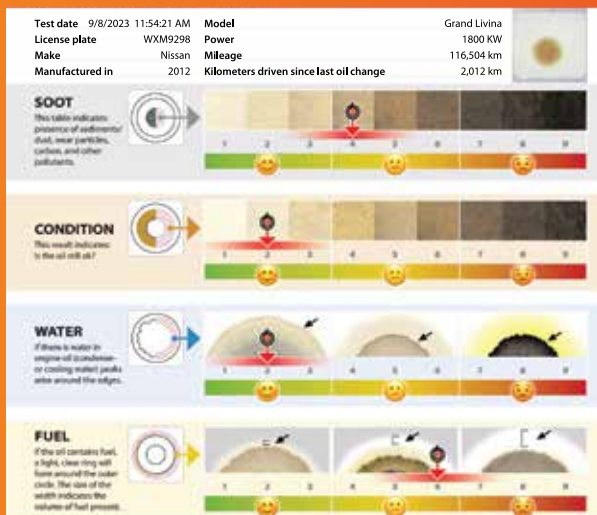 Test date 9/8/2023 11:54:21 AM Model Grand Livina
License plate WXM9298 Power 1800 KW
Make Nissan Mileage 116,504 km
Manufactured in 2012 Kilometers driven since last oil change 2,012 km
SOOT
This table indicates
presence of sediments/
dust, wear particles,
carbon, and other
pollutants.
1 2 3 4 5 6 7 8 9
CONDITION
This result indicates
is the oil still ok?
1 2 3 4 5 6 7 8 9
WATER
If there is water in
engine oil (condense-
or cooling water) peaks
arise around the edges.
1 2 3 4 5 6 7 8 9
FUEL
If the oil contains fuel,
a light, clear ring will
form around the outer
circle. The size of the
width indicates the
volume of fuel present.
1 2 3 4 5 6 7 8 9